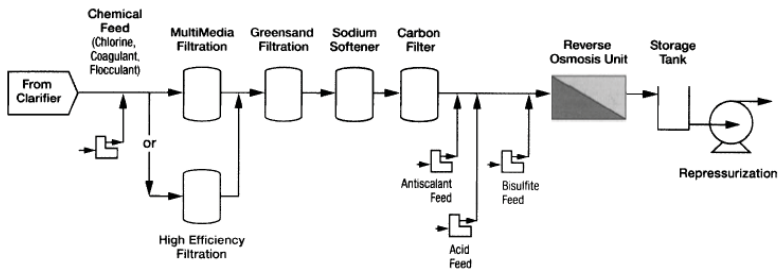 Chemical
Feed
(Chlorine,
Coagulant,
Flocculant)
MultiMedia
Filtration
Greensand
Filtration
Sodium
Softener
Carbon
Filter
Reverse
Osmosis Unit
Storage
Tank
From
Clarifier
or
High Efficiency
Filtration
Antiscalant
Feed
Acid
Feed
Bisulfite
Feed
Repressurization